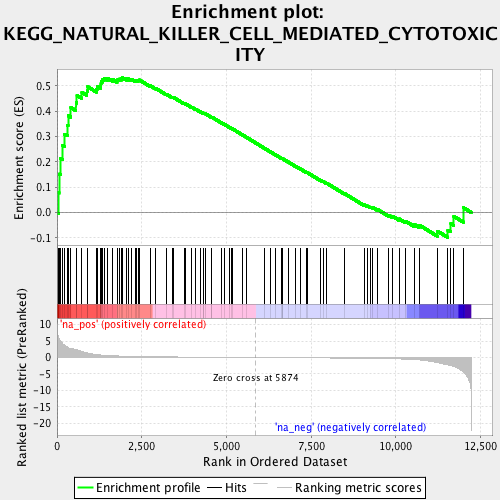 Enrichment plot:
KEGG_NATURAL_KILLER_CELL_MEDIATED_CYTOTOXIC
ITY
Enrichment score (ES)
0.5
0.4
0.3
0.2
0.1
0.0
-0.1
'na_pos' (positively correlated)
Ranked list metric (PreRanked)
10
5
0
-5
-10
-15
-20
Zero cross at 5874
'na_neg' (negatively correlated)
0
2,500
5,000
7,500
10,000
12,500
Rank in Ordered Dataset
Enrichment profile
Hits
Ranking metric scores